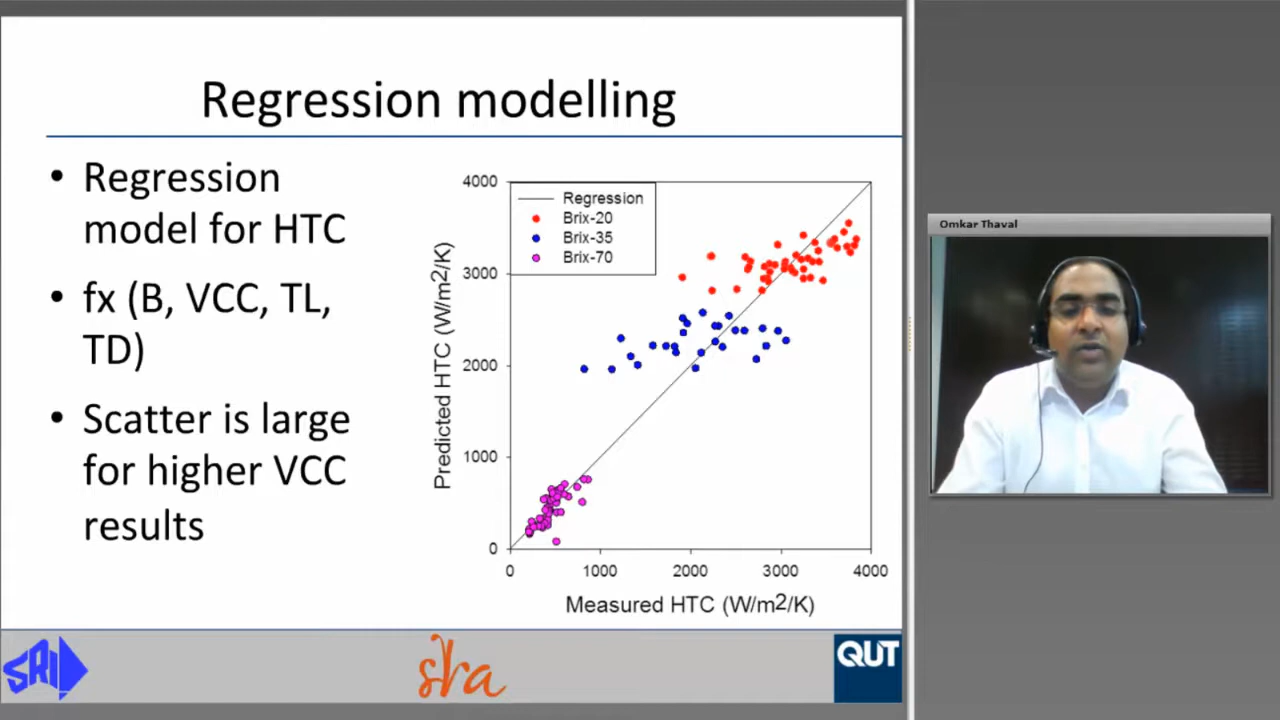 Regression modelling
• Regression
model for HTC
• fx (B, VCC, TL,
TD)
• Scatter is large
for higher VCC
results
4000
3000
2000
1000
0
Predicted HTC (W/m2/K)
Regression
Brix-20
Brix-35
Brix-70
0 1000 2000 3000 4000
Measured HTC (W/m2/K)
SRI
sra
QUT
Omkar Thaval